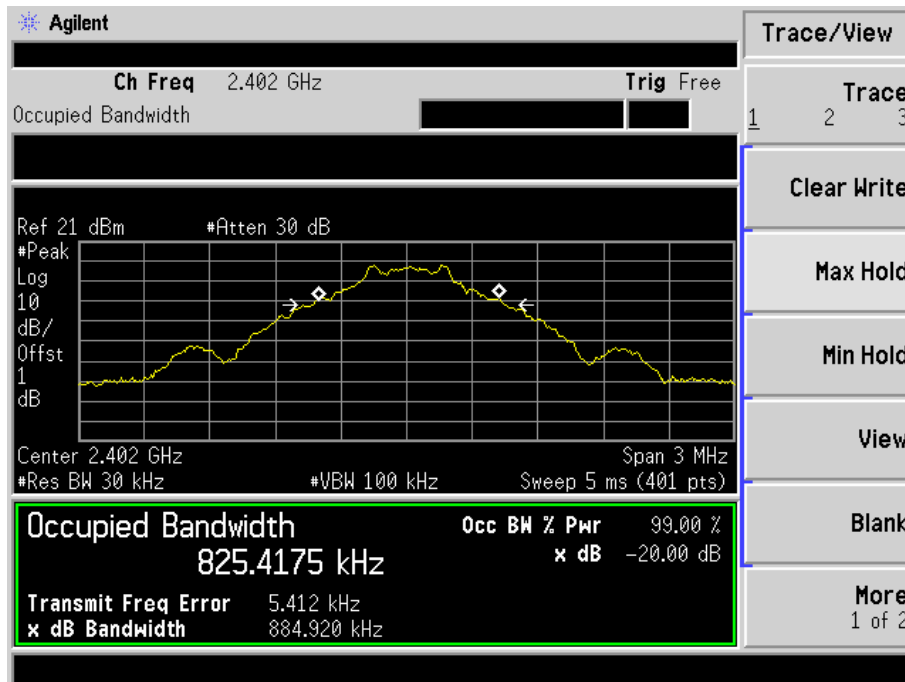 Agilent
Trace/View
Ch Freq 2.402 GHz Trig Free
Occupied Bandwidth
Trace
1 2 3
Clear Write
Max Hold
Min Hold
View
Blank
More
1 of 2
Ref 21 dBm #Atten 30 dB
#Peak
Log
10
dB/
Offst
1
dB
Center 2.402 GHz Span 3 MHz
#Res BW 30 kHz #VBW 100 kHz Sweep 5 ms (401 pts)
Occupied Bandwidth Occ BW % Pwr 99.00 %
825.4175 kHz x dB -20.00 dB
Transmit Freq Error 5.412 kHz
x dB Bandwidth 884.920 kHz